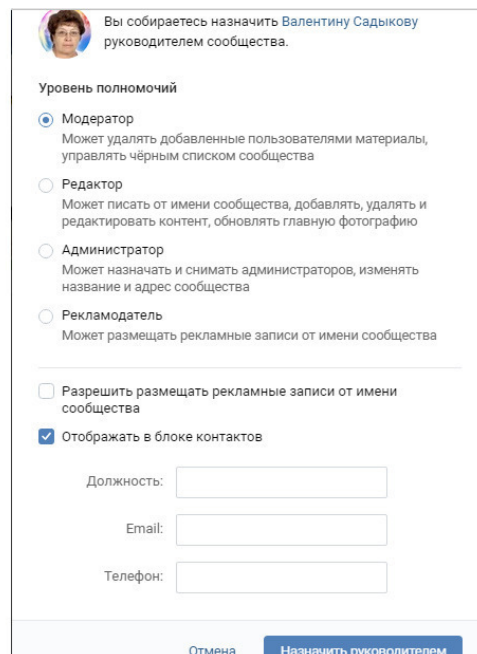 Вы собираетесь назначить Валентину Садыкову
руководителем сообщества.
Уровень полномочий
Модератор
Может удалять добавленные пользователями материалы,
управлять чёрным списком сообщества
Редактор
Может писать от имени сообщества, добавлять, удалять и
редактировать контент, обновлять главную фотографию
Администратор
Может назначать и снимать администраторов, изменять
название и адрес сообщества
Рекламодатель
Может размещать рекламные записи от имени сообщества
Разрешить размещать рекламные записи от имени
сообщества
Отображать в блоке контактов
Должность:
Email:
Телефон:
Отмена Назначить руководителем